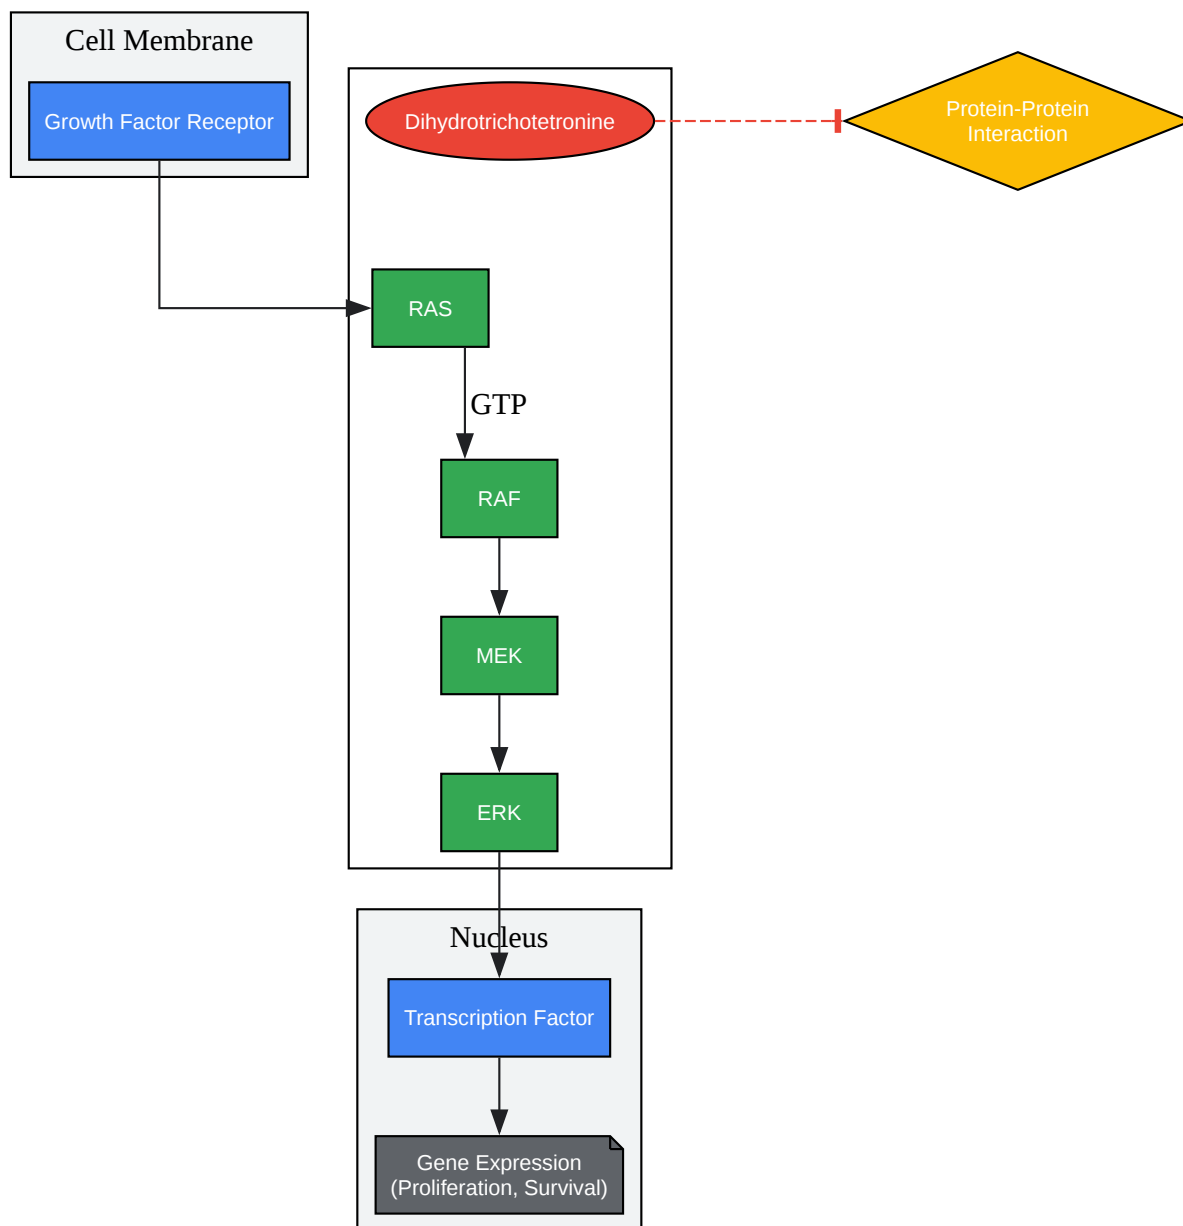 Cell Membrane
Growth Factor Receptor
Dihydrotrichotetronine
Protein-Protein
Interaction
RAS
GTP
RAF
MEK
ERK
Nucleus
Transcription Factor
Gene Expression
(Proliferation, Survival)